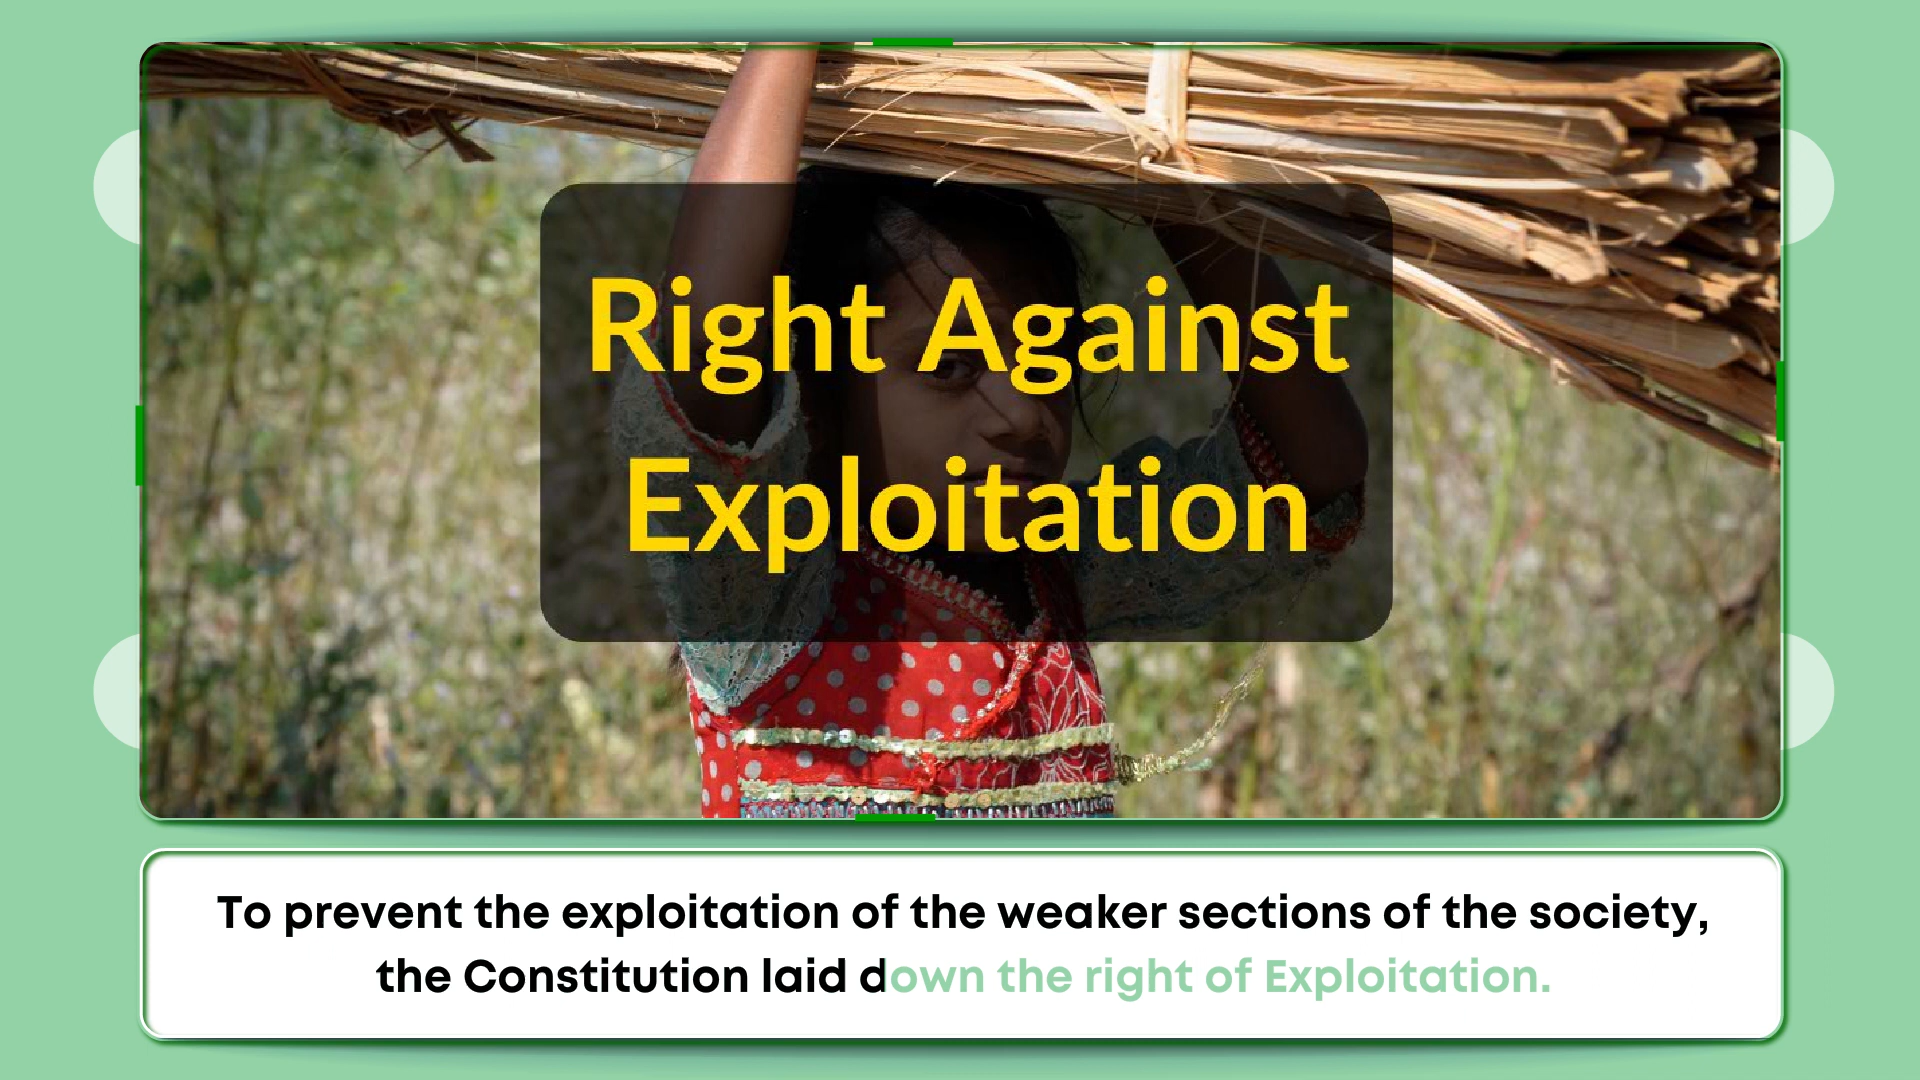 Right Against
Exploitation
To prevent the exploitation of the weaker sections of the society,
the Constitution laid down the right of Exploitation.